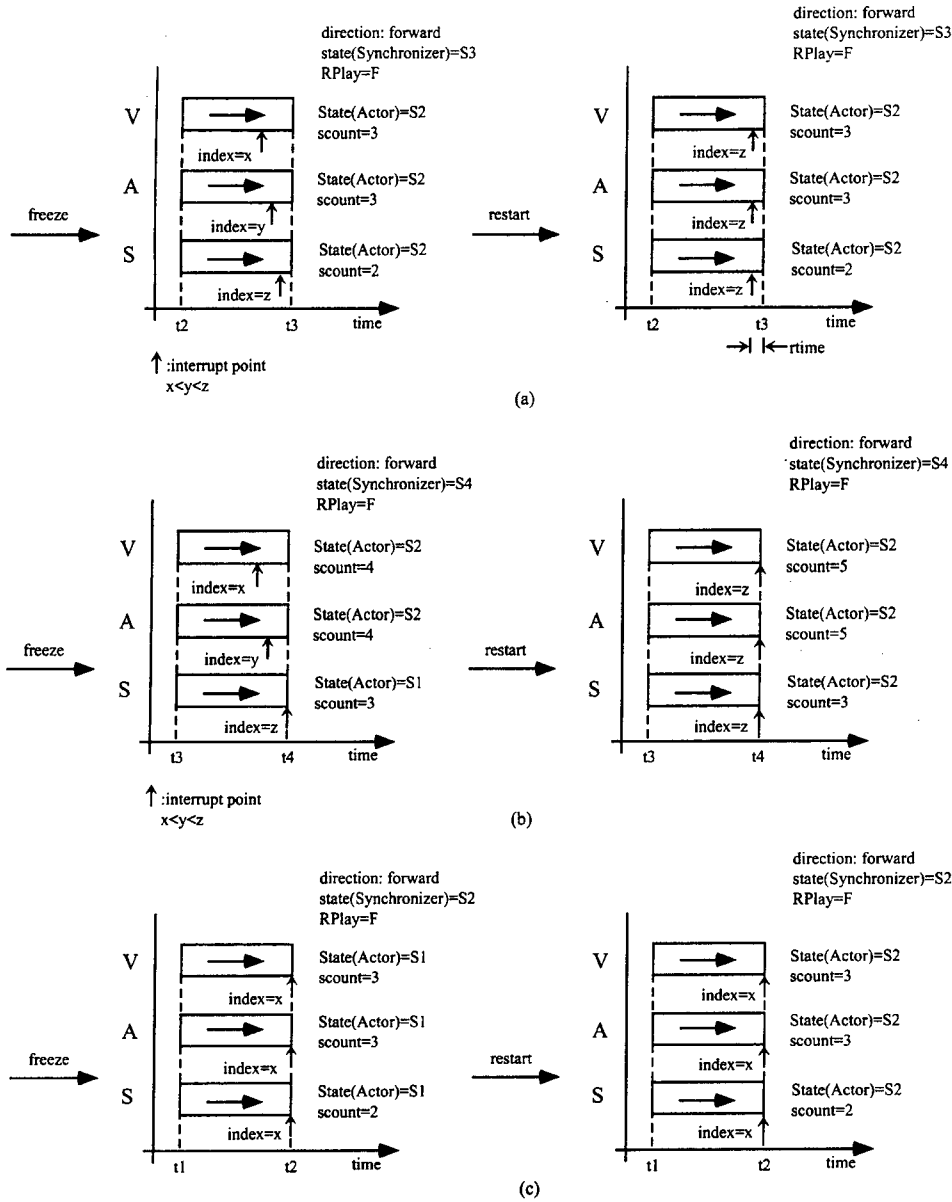 direction: forward
state(Synchronizer)=S3
RPlay=F
V
State(Actor)=S2
scount=3
index=x
A
State(Actor)=S2
scount=3
index=y
freeze
S
State(Actor)=S2
scount=2
index=z
t2
t3
time
:interrupt point
x<y<z
direction: forward
state(Synchronizer)=S3
RPlay=F
V
State(Actor)=S2
scount=3
index=z
A
State(Actor)=S2
scount=3
index=z
restart
S
State(Actor)=S2
scount=2
index=z
t2
t3
time
rtime
(a)
direction: forward
state(Synchronizer)=S4
RPlay=F
V
State(Actor)=S2
scount=4
index=x
A
State(Actor)=S2
scount=4
index=y
freeze
S
State(Actor)=S1
scount=3
index=z
t3
t4
time
:interrupt point
x<y<z
direction: forward
state(Synchronizer)=S4
RPlay=F
V
State(Actor)=S2
scount=5
index=z
A
State(Actor)=S2
scount=5
index=z
restart
S
State(Actor)=S2
scount=3
index=z
t3
t4
time
(b)
direction: forward
state(Synchronizer)=S2
RPlay=F
V
State(Actor)=S1
scount=3
index=x
A
State(Actor)=S1
scount=3
index=x
freeze
S
State(Actor)=S1
scount=2
index=x
t1
t2
time
direction: forward
state(Synchronizer)=S2
RPlay=F
V
State(Actor)=S2
scount=3
index=x
A
State(Actor)=S2
scount=3
index=x
restart
S
State(Actor)=S2
scount=2
index=x
t1
t2
time
(c)